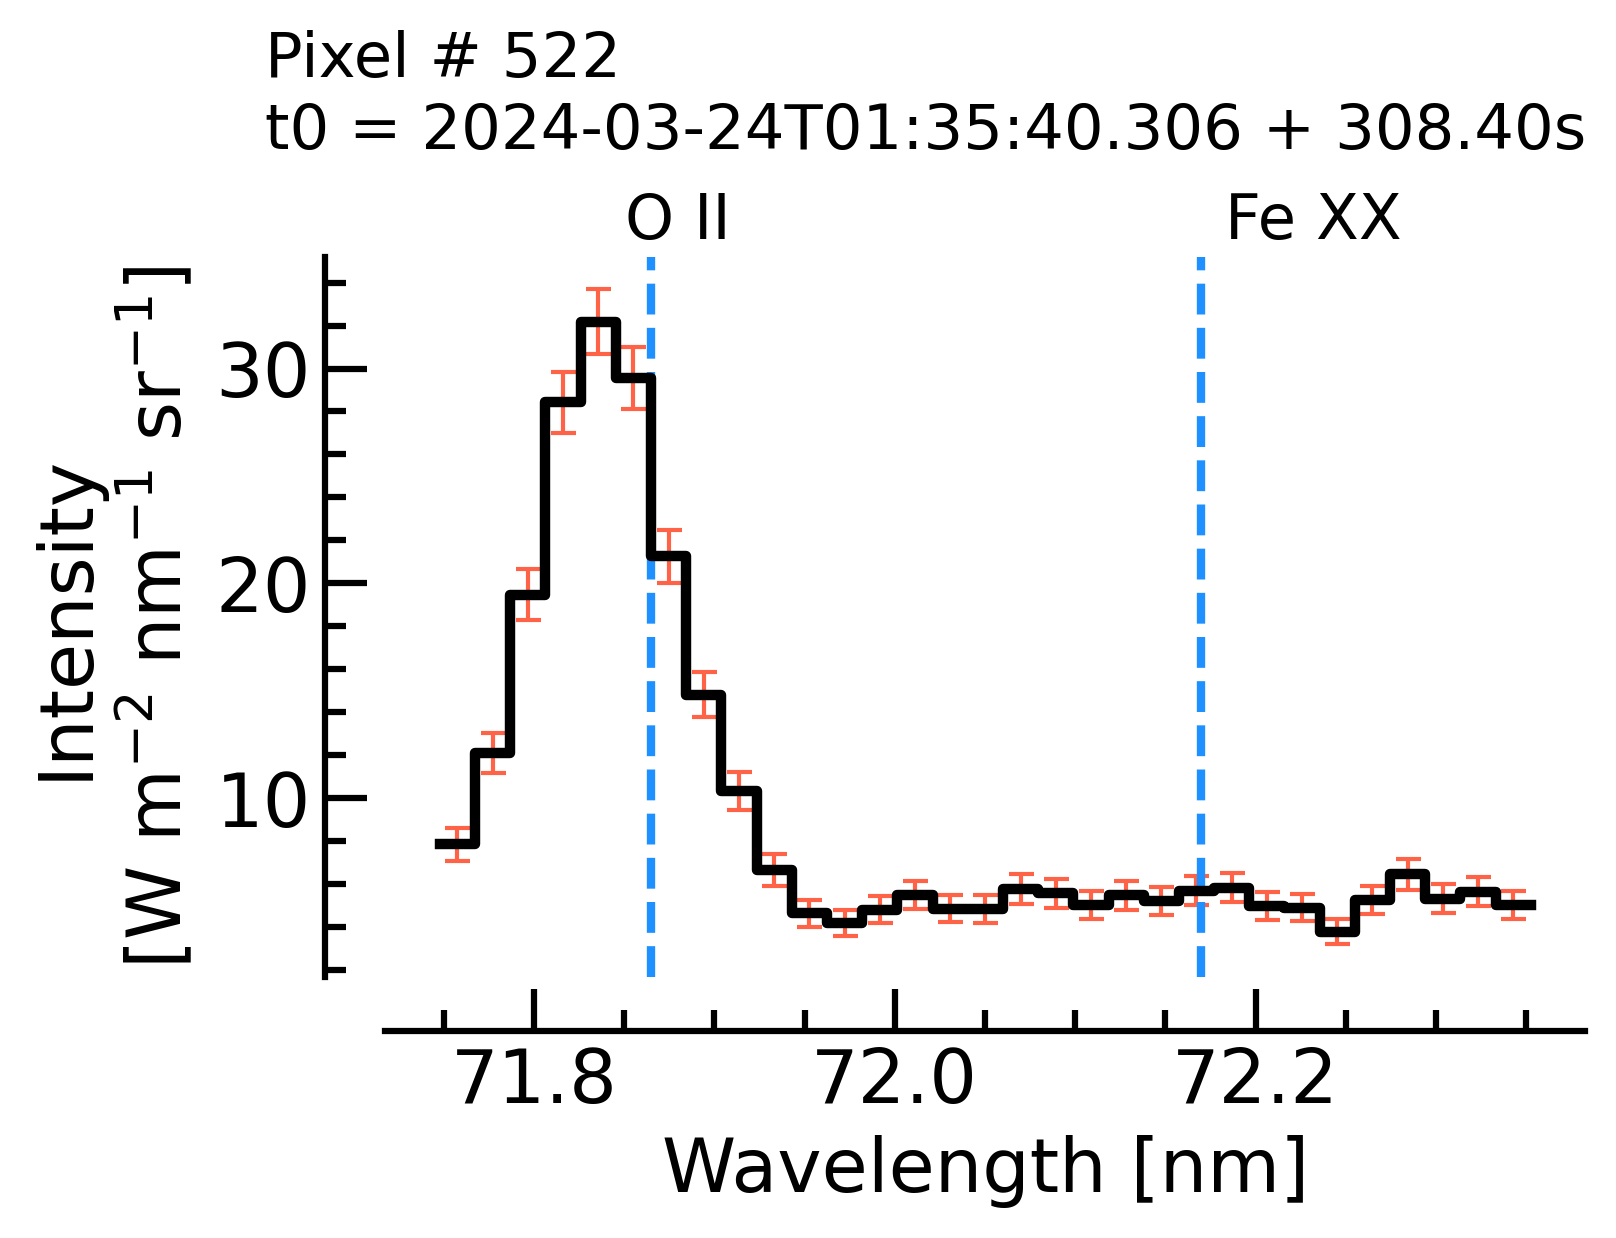 Pixel # 522
t0 = 2024-03-24T01:35:40.306 + 308.40s
O II
Fe XX
Intensity
[W m⁻² nm⁻¹ sr⁻¹]
30
20
10
71.8
72.0
72.2
Wavelength [nm]